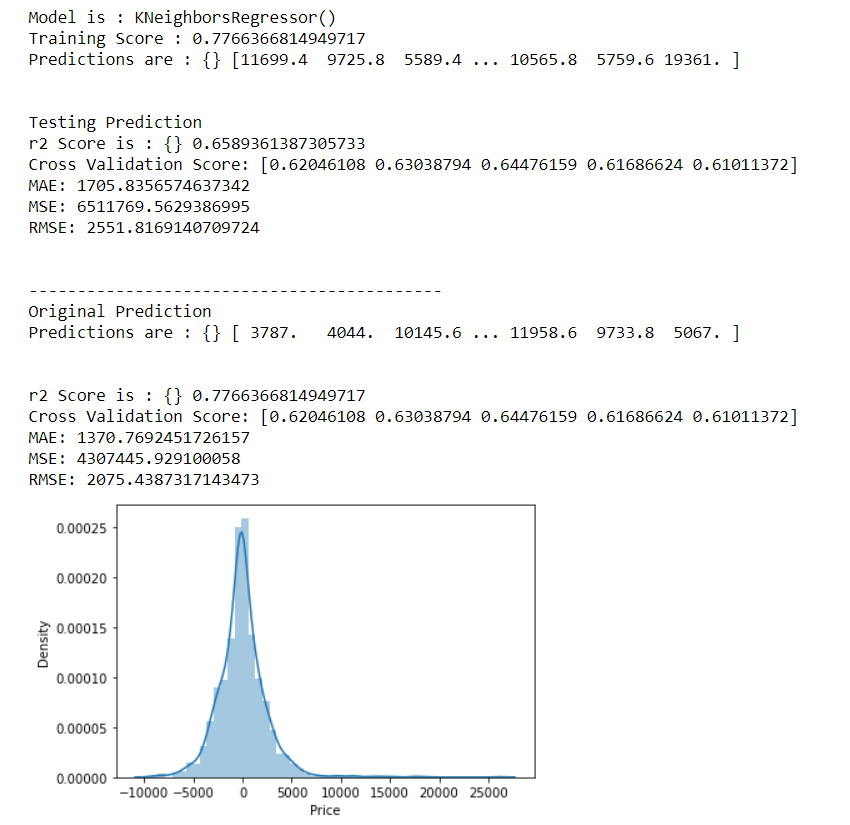 Model is : KNeighborsRegressor()
Training Score : 0.7766366814949717
Predictions are : {} [11699.4  9725.8  5589.4 ... 10565.8  5759.6 19361. ]
Testing Prediction
r2 Score is : {} 0.6589361387305733
Cross Validation Score: [0.62046108 0.63038794 0.64476159 0.61686624 0.61011372]
MAE: 1705.8356574637342
MSE: 6511769.5629386995
RMSE: 2551.8169140709724
-------------------------------------------
Original Prediction
Predictions are : {} [ 3787.   4044.  10145.6 ... 11958.6  9733.8  5067. ]
r2 Score is : {} 0.7766366814949717
Cross Validation Score: [0.62046108 0.63038794 0.64476159 0.61686624 0.61011372]
MAE: 1370.7692451726157
MSE: 4307445.929100058
RMSE: 2075.4387317143473
0.00025
0.00020
0.00015
0.00010
0.00005
0.00000
Density
−10000 −5000 0 5000 10000 15000 20000 25000
Price